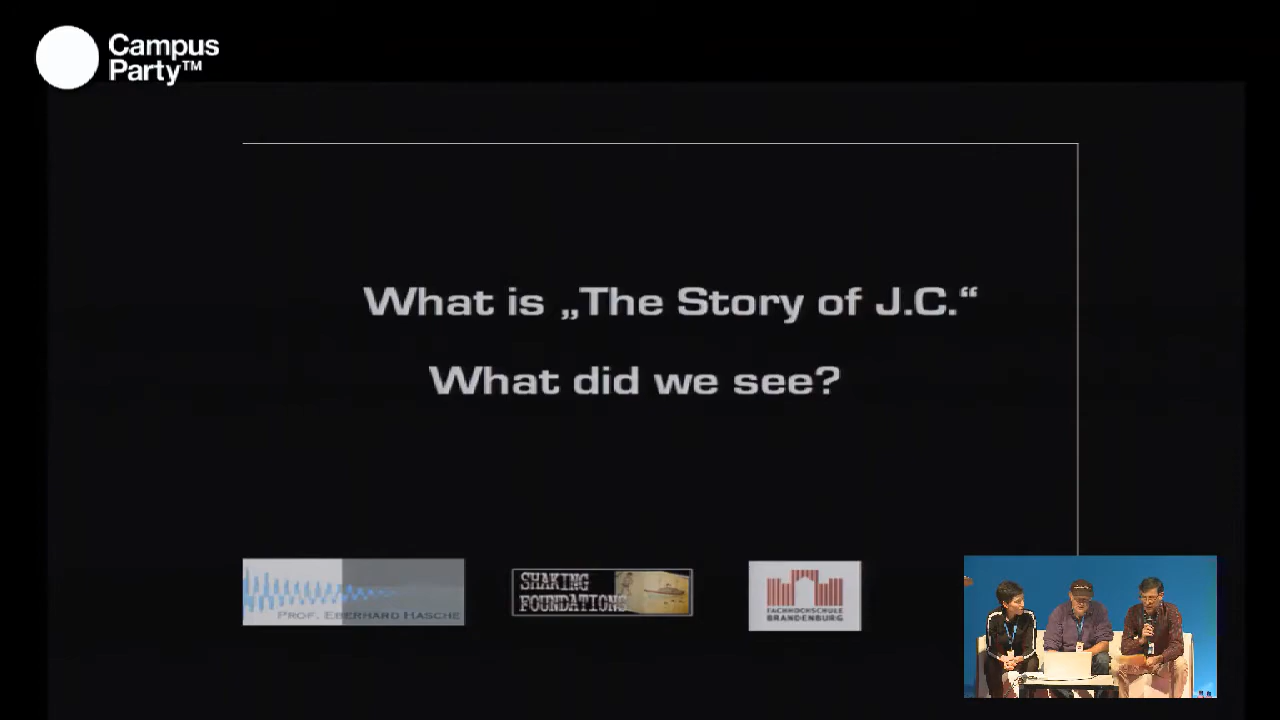 Campus
Party™
What is „The Story of J.C.“
What did we see?
PROF. EBERHARD HASCHE
SHAKING
FOUNDATIONS
FACHHOCHSCHULE
BRANDENBURG